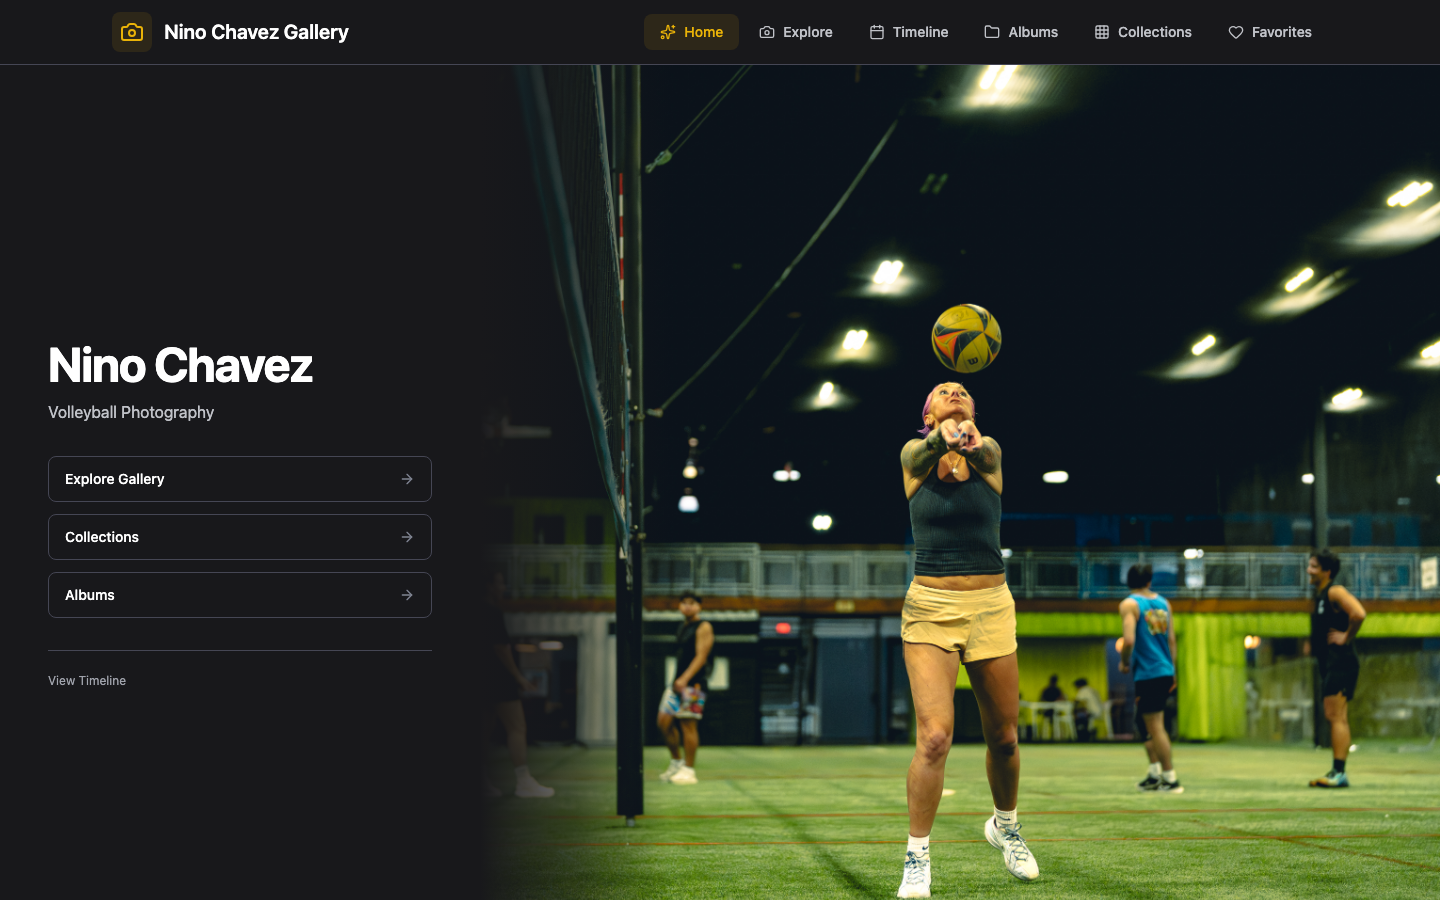 Nino Chavez Gallery
Home
Explore
Timeline
Albums
Collections
Favorites
Nino Chavez
Volleyball Photography
Explore Gallery
Collections
Albums
View Timeline